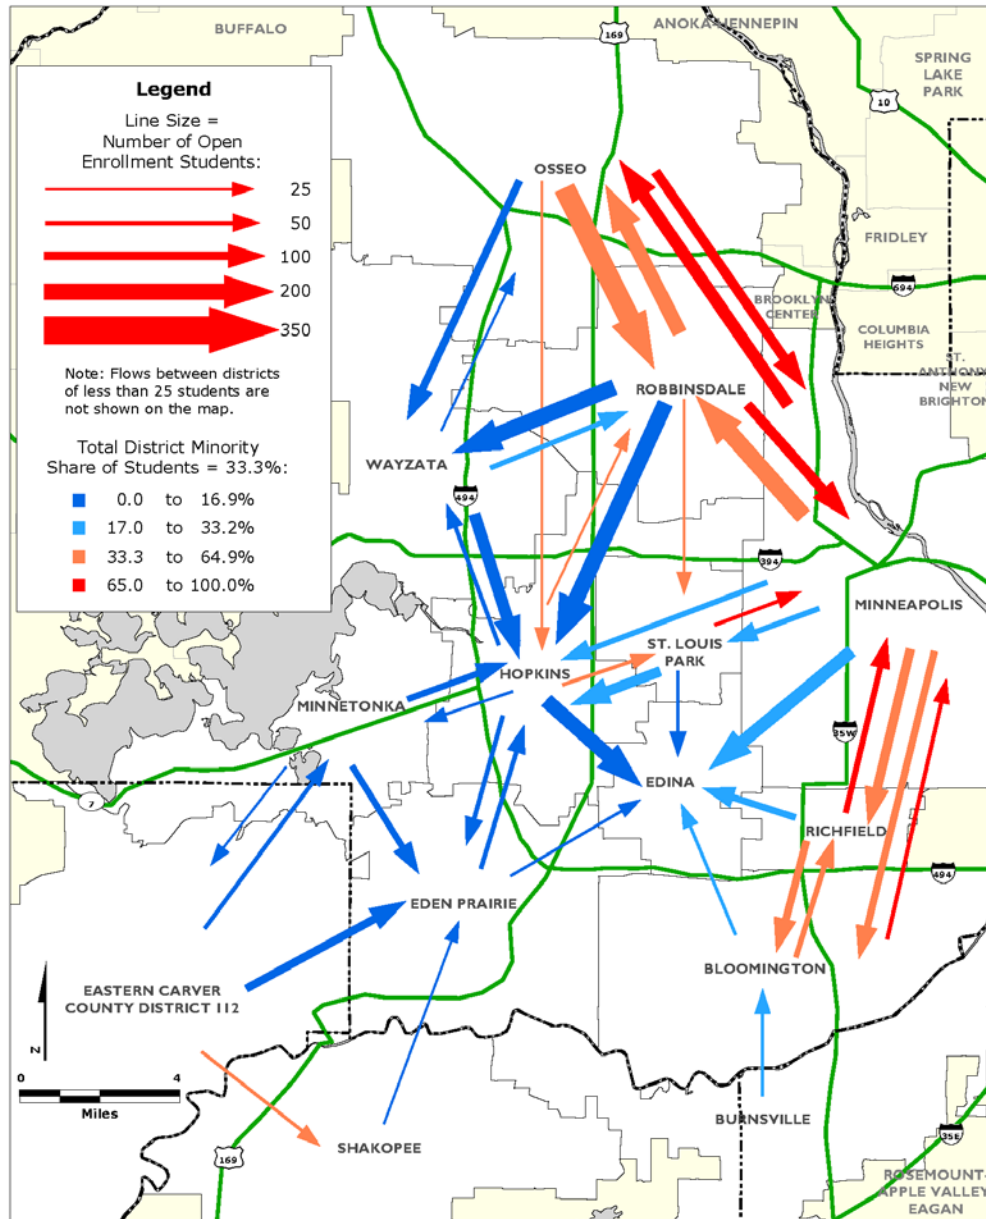 BUFFALO
169
ANOKA-HENNEPIN
SPRING
LAKE
PARK
10
Legend
Line Size =
Number of Open
Enrollment Students:
25
50
100
200
350
Note: Flows between districts
of less than 25 students are
not shown on the map.
Total District Minority
Share of Students = 33.3%:
0.0 to 16.9%
17.0 to 33.2%
33.3 to 64.9%
65.0 to 100.0%
OSSEO
FRIDLEY
694
BROOKLYN
CENTER
COLUMBIA
HEIGHTS
ST.
ANTHONY
NEW
BRIGHTON
ROBBINSDALE
WAYZATA
494
394
MINNEAPOLIS
ST. LOUIS
PARK
HOPKINS
MINNETONKA
35W
EDINA
7
RICHFIELD
494
EDEN PRAIRIE
BLOOMINGTON
EASTERN CARVER
COUNTY DISTRICT 112
N
0 4
Miles
BURNSVILLE
SHAKOPEE
169
35E
ROSEMOUNT-
APPLE VALLEY-
EAGAN